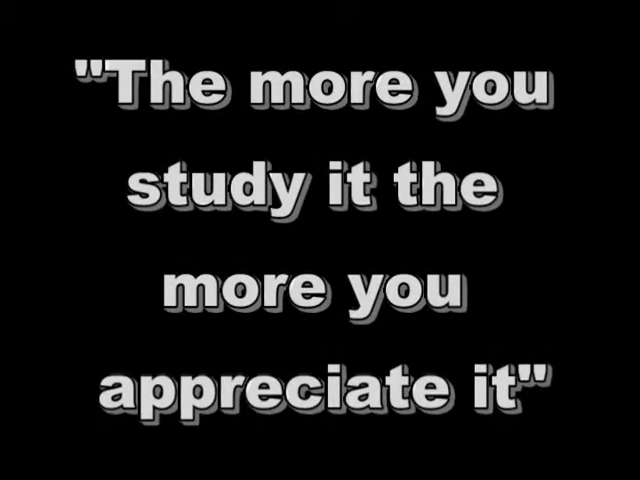 "The more you
study it the
more you
appreciate it"